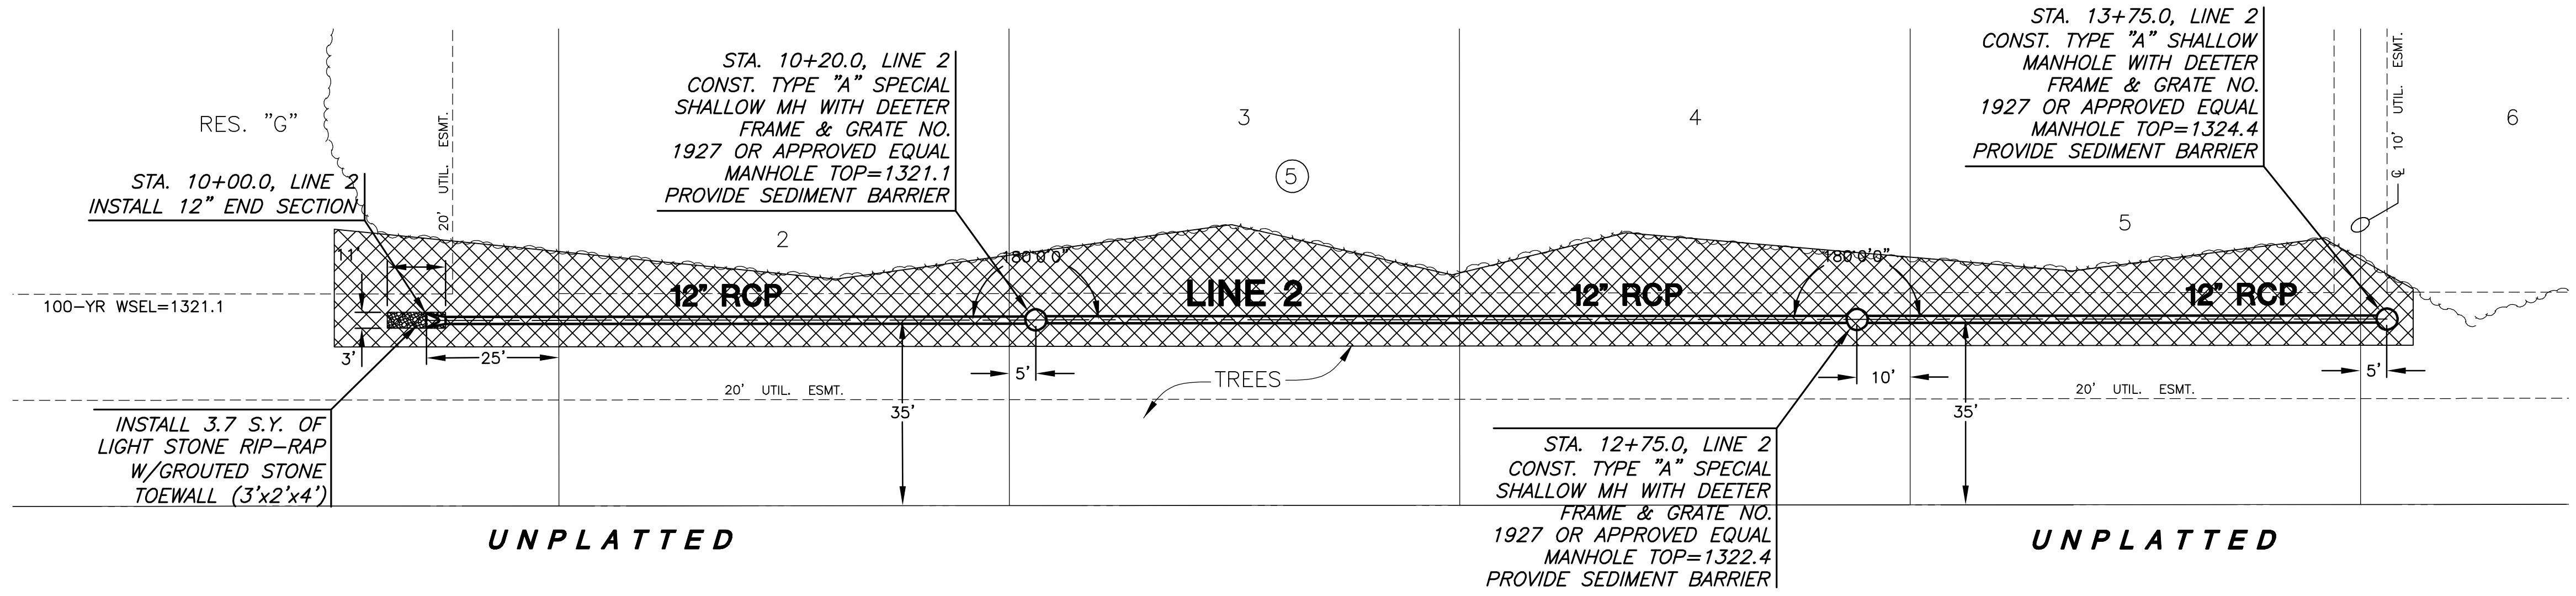 STA. 10+20.0, LINE 2
CONST. TYPE "A" SPECIAL
SHALLOW MH WITH DEETER
FRAME & GRATE NO.
1927 OR APPROVED EQUAL
MANHOLE TOP=1321.1
PROVIDE SEDIMENT BARRIER
STA. 13+75.0, LINE 2
CONST. TYPE "A" SHALLOW
MANHOLE WITH DEETER
FRAME & GRATE NO.
1927 OR APPROVED EQUAL
MANHOLE TOP=1324.4
PROVIDE SEDIMENT BARRIER
RES. "G"
20' UTIL. ESMT.
3
4
5
6
℄ 10' UTIL. ESMT.
STA. 10+00.0, LINE 2
INSTALL 12" END SECTION
2
5
11'
180°0'0"
180°0'0"
12" RCP
LINE 2
12" RCP
12" RCP
100-YR WSEL=1321.1
3'
25'
5'
10'
5'
TREES
20' UTIL. ESMT.
20' UTIL. ESMT.
35'
35'
INSTALL 3.7 S.Y. OF
LIGHT STONE RIP-RAP
W/GROUTED STONE
TOEWALL (3'x2'x4')
STA. 12+75.0, LINE 2
CONST. TYPE "A" SPECIAL
SHALLOW MH WITH DEETER
FRAME & GRATE NO.
1927 OR APPROVED EQUAL
MANHOLE TOP=1322.4
PROVIDE SEDIMENT BARRIER
UNPLATTED
UNPLATTED